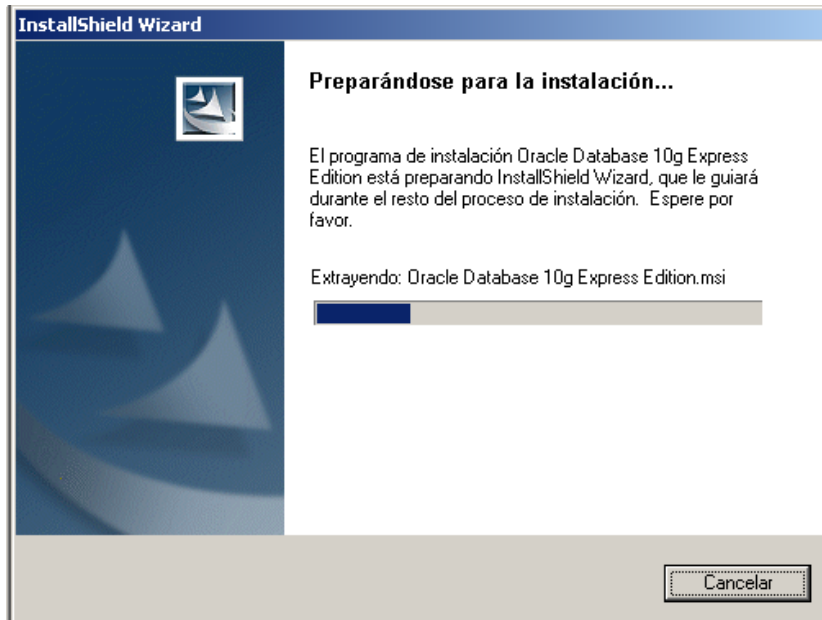 InstallShield Wizard
Preparándose para la instalación...
El programa de instalación Oracle Database 10g Express
Edition está preparando InstallShield Wizard, que le guiará
durante el resto del proceso de instalación. Espere por
favor.
Extrayendo: Oracle Database 10g Express Edition.msi
Cancelar